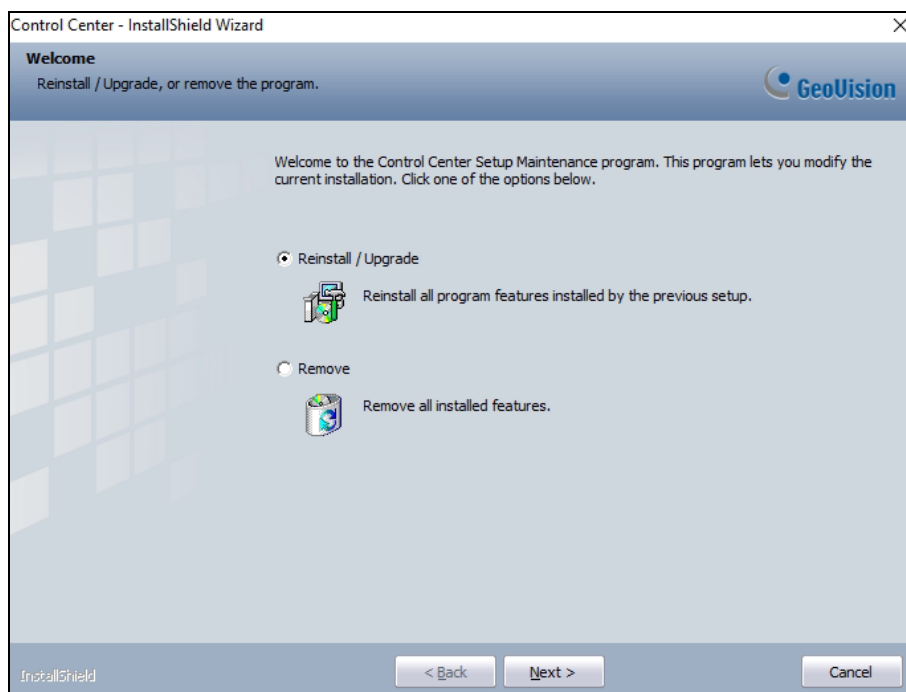 Control Center - InstallShield Wizard
Welcome
Reinstall / Upgrade, or remove the program.
GeoVision
Welcome to the Control Center Setup Maintenance program. This program lets you modify the
current installation. Click one of the options below.
Reinstall / Upgrade
Reinstall all program features installed by the previous setup.
Remove
Remove all installed features.
InstallShield
< Back
Next >
Cancel